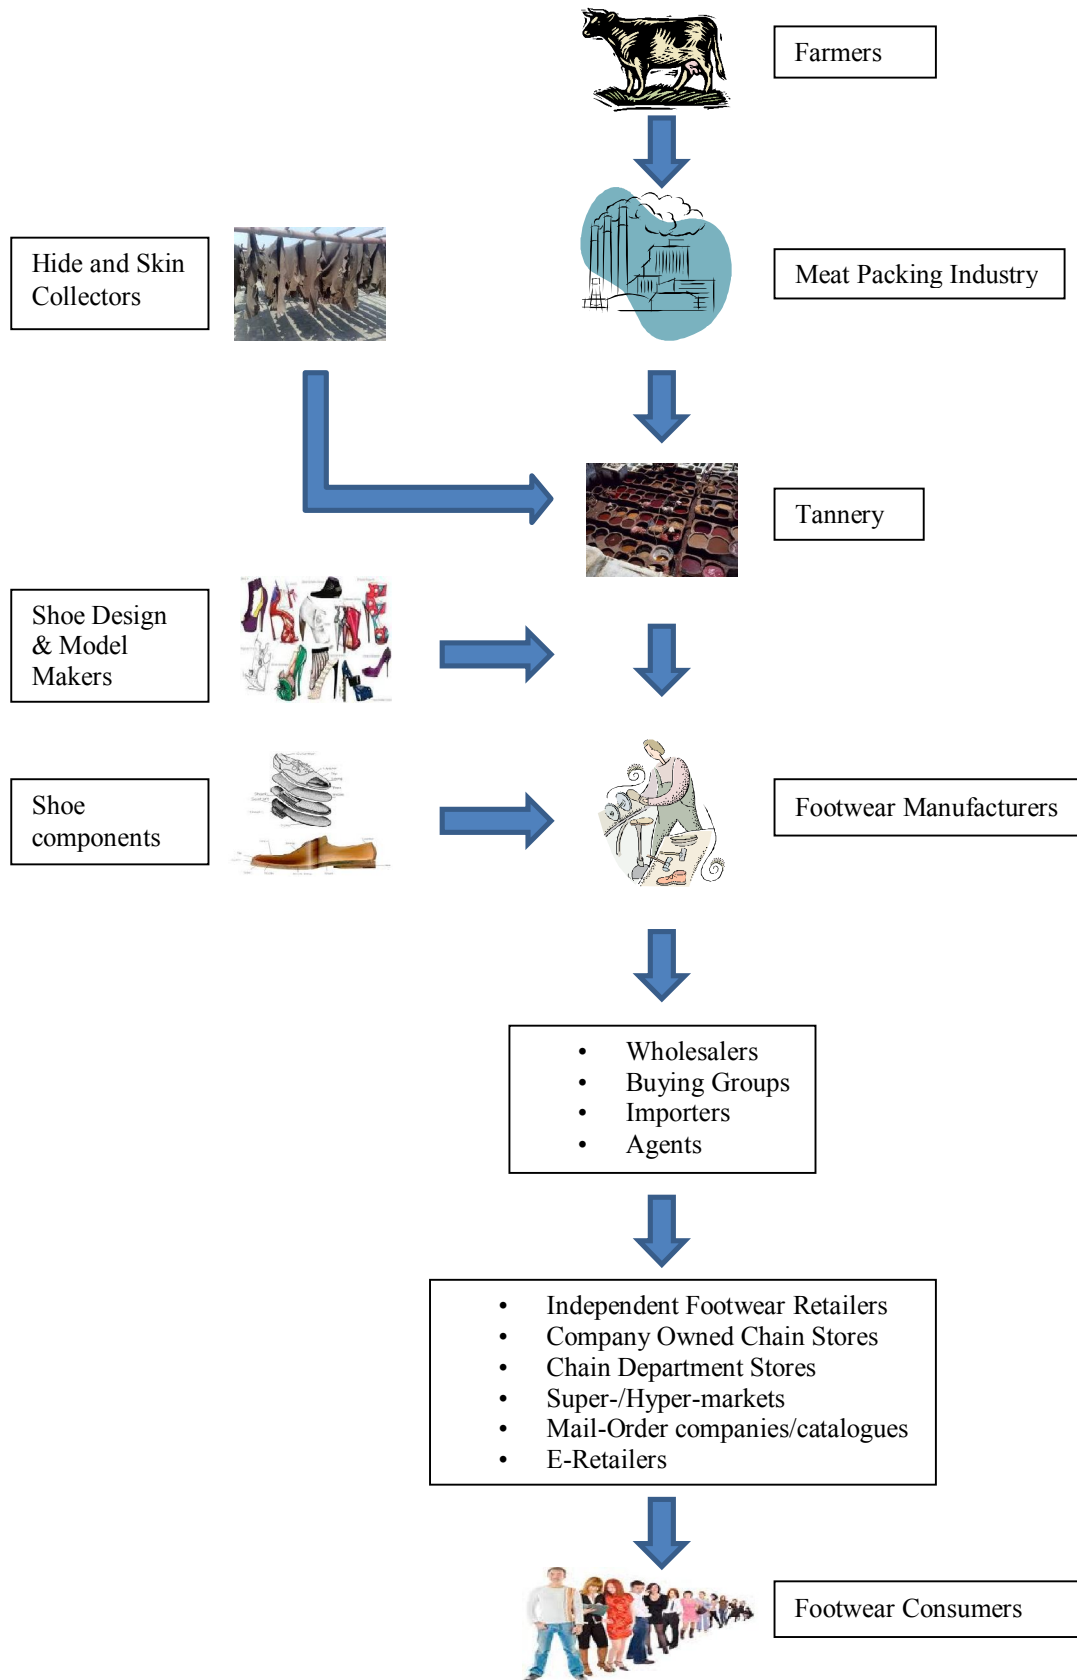 Farmers
Hide and Skin
Collectors
Meat Packing Industry
Tannery
Shoe Design
& Model
Makers
Shoe
components
Footwear Manufacturers
• Wholesalers
• Buying Groups
• Importers
• Agents
• Independent Footwear Retailers
• Company Owned Chain Stores
• Chain Department Stores
• Super-/Hyper-markets
• Mail-Order companies/catalogues
• E-Retailers
Footwear Consumers